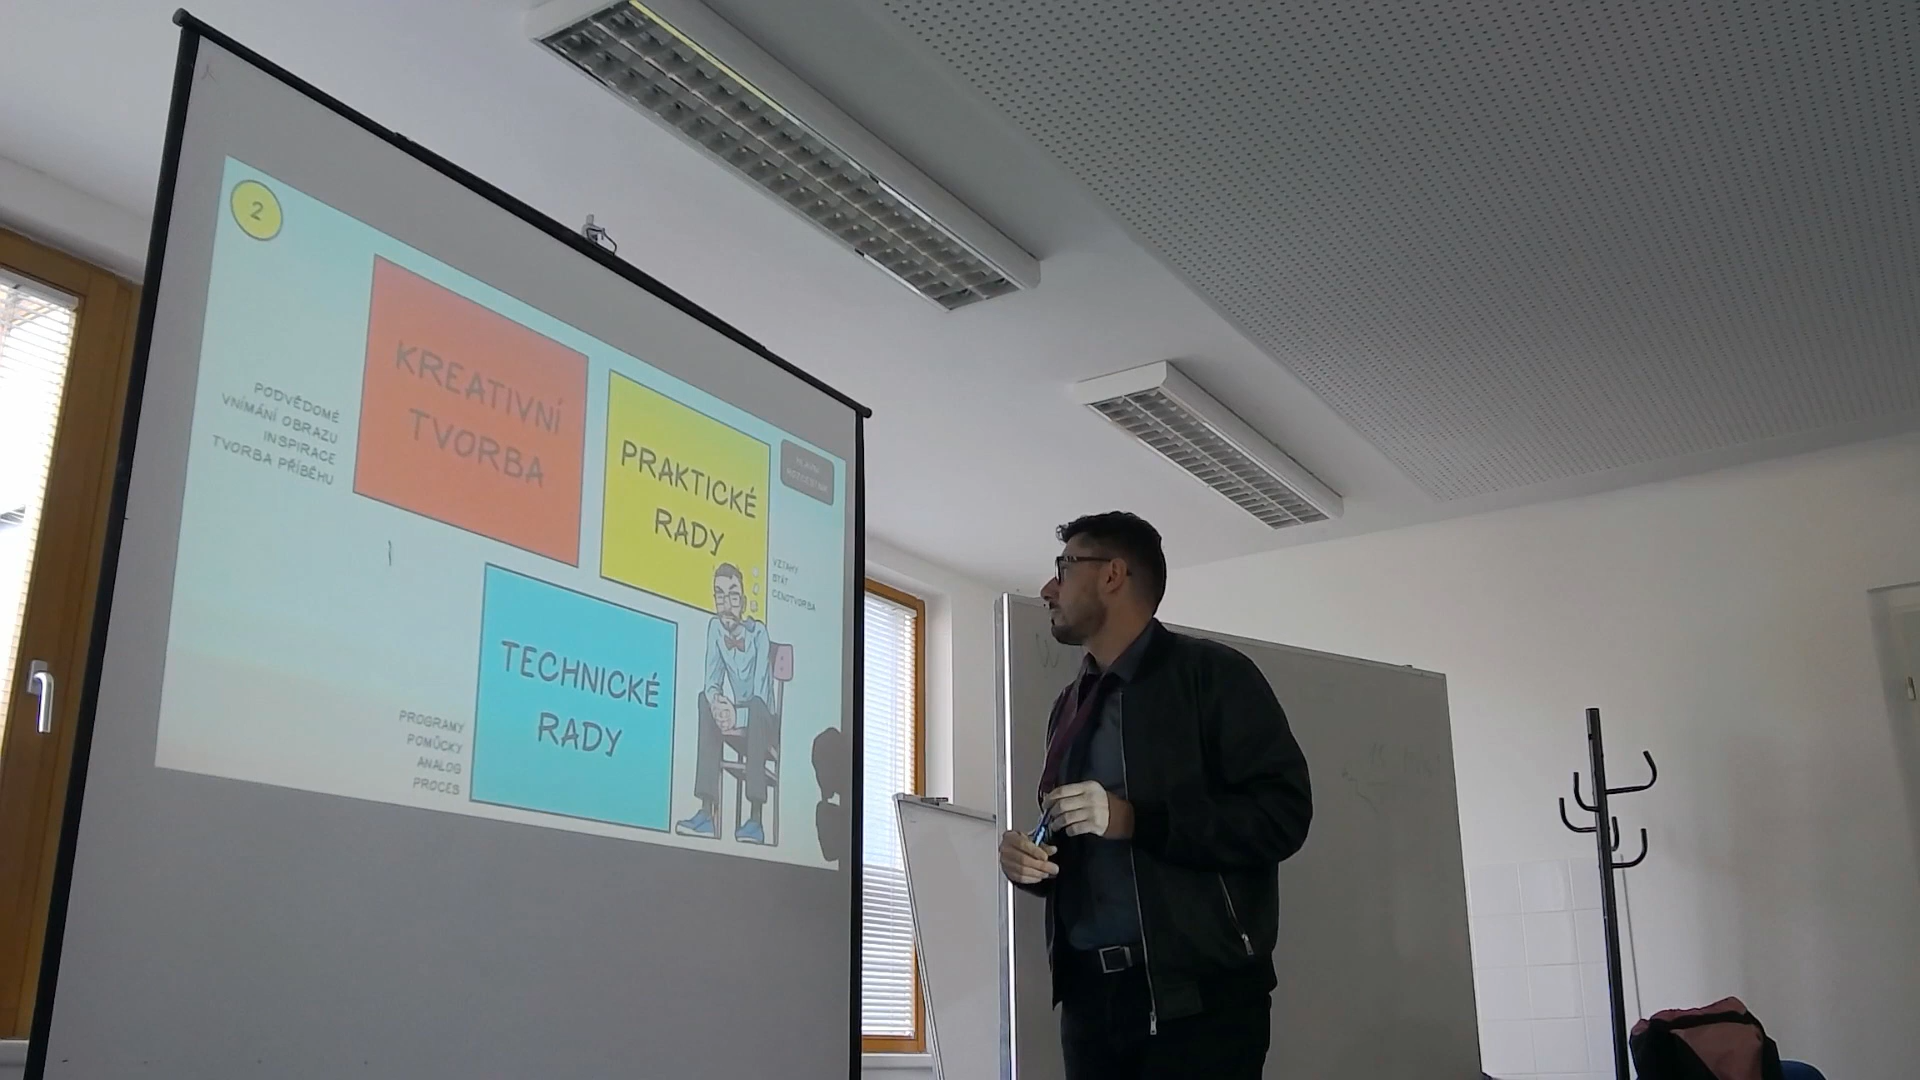 2
KREATIVNÍ
TVORBA
PODVĚDOMÉ
VNÍMÁNÍ OBRAZU
INSPIRACE
TVORBA PŘÍBĚHU
PRAKTICKÉ
RADY
VZTAHY
STÁT
CENOTVORBA
TECHNICKÉ
RADY
PROGRAMY
POMŮCKY
ANALOG
PROCES